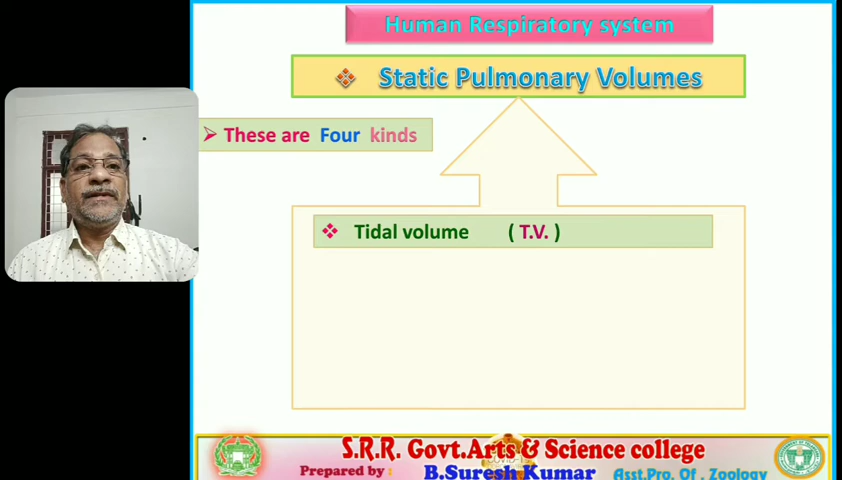 Human Respiratory system
❖ Static Pulmonary Volumes
➢ These are Four kinds
❖ Tidal volume ( T.V. )
S.R.R. Govt.Arts & Science college
Prepared by : B.Suresh Kumar Asst.Pro. Of . Zoology